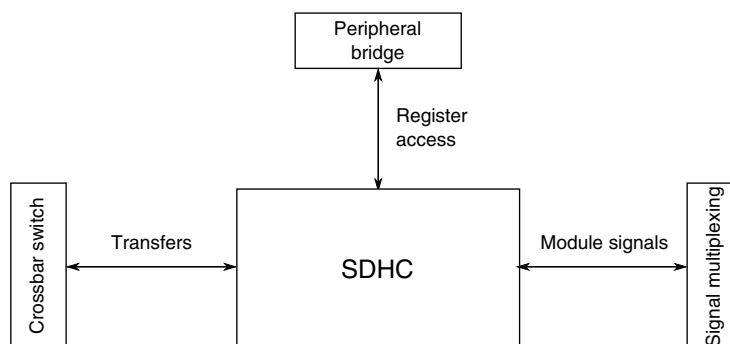 Peripheral
bridge
Register
access
Crossbar switch
Transfers
SDHC
Module signals
Signal multiplexing